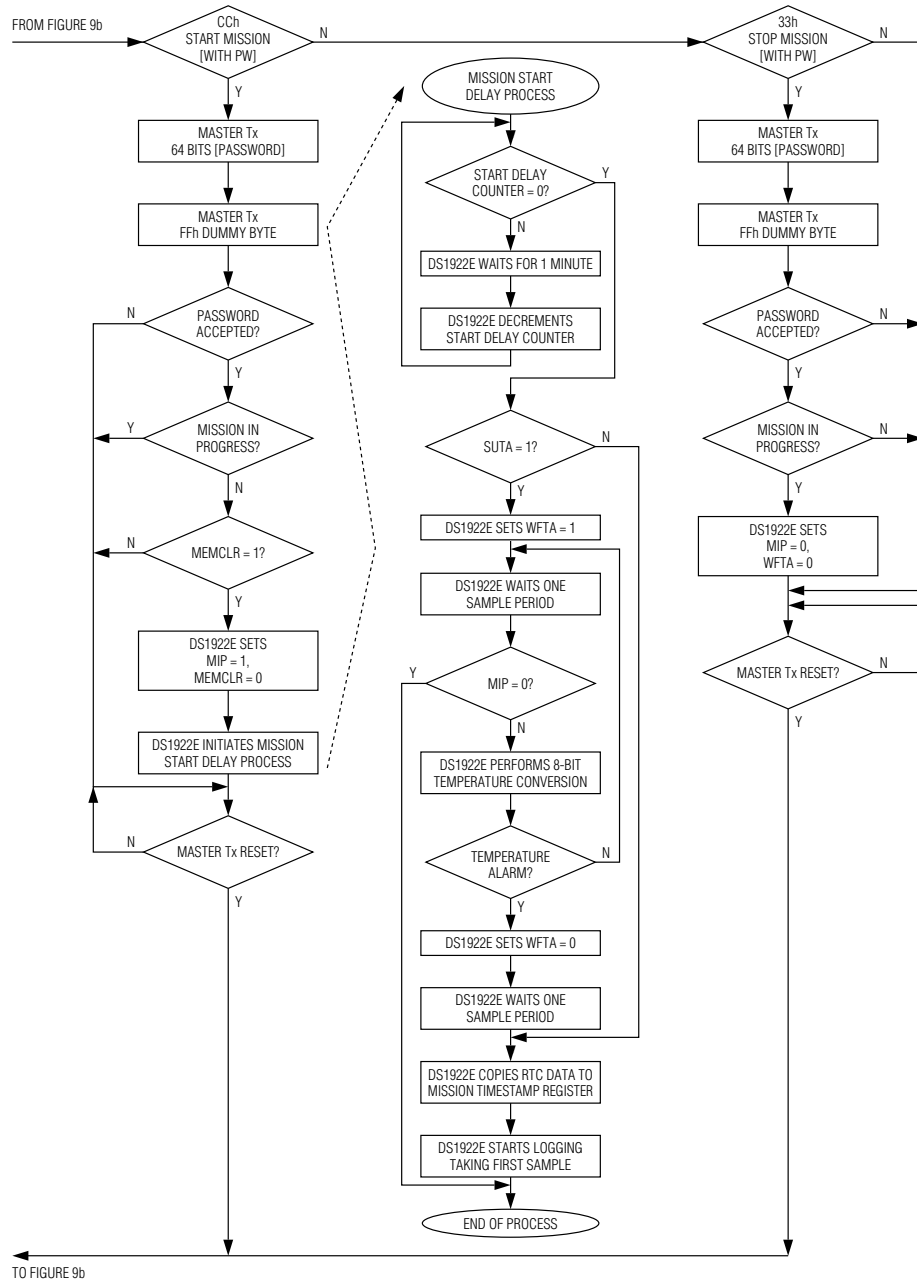 FROM FIGURE 9b
CCh
START MISSION
[WITH PW]
N
Y
MASTER Tx
64 BITS [PASSWORD]
MASTER Tx
FFh DUMMY BYTE
PASSWORD
ACCEPTED?
N
Y
MISSION IN
PROGRESS?
Y
N
MEMCLR = 1?
N
Y
DS1922E SETS
MIP = 1,
MEMCLR = 0
DS1922E INITIATES MISSION
START DELAY PROCESS
MASTER Tx RESET?
N
Y
MISSION START
DELAY PROCESS
START DELAY
COUNTER = 0?
Y
N
DS1922E WAITS FOR 1 MINUTE
DS1922E DECREMENTS
START DELAY COUNTER
SUTA = 1?
N
Y
DS1922E SETS WFTA = 1
DS1922E WAITS ONE
SAMPLE PERIOD
MIP = 0?
Y
N
DS1922E PERFORMS 8-BIT
TEMPERATURE CONVERSION
TEMPERATURE
ALARM?
N
Y
DS1922E SETS WFTA = 0
DS1922E WAITS ONE
SAMPLE PERIOD
DS1922E COPIES RTC DATA TO
MISSION TIMESTAMP REGISTER
DS1922E STARTS LOGGING
TAKING FIRST SAMPLE
END OF PROCESS
33h
STOP MISSION
[WITH PW]
N
Y
MASTER Tx
64 BITS [PASSWORD]
MASTER Tx
FFh DUMMY BYTE
PASSWORD
ACCEPTED?
N
Y
MISSION IN
PROGRESS?
N
Y
DS1922E SETS
MIP = 0,
WFTA = 0
MASTER Tx RESET?
N
Y
TO FIGURE 9b